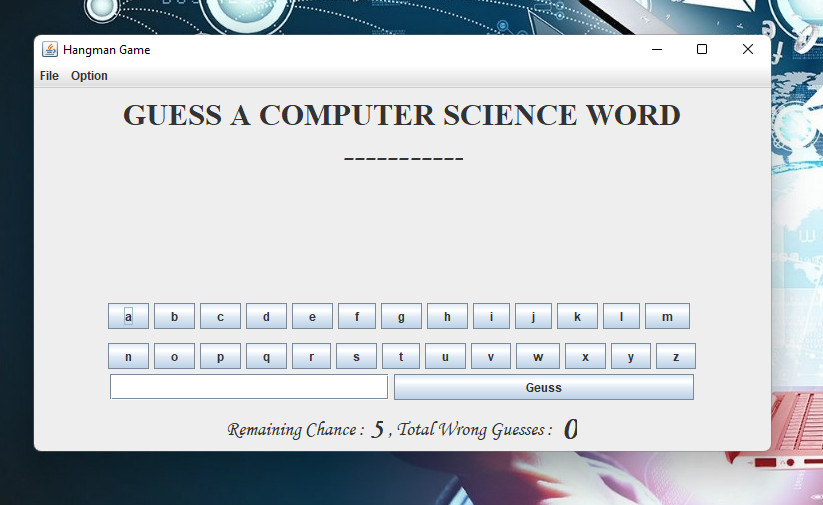 Hangman Game
File Option
GUESS A COMPUTER SCIENCE WORD
-----------
a b c d e f g h i j k l m
n o p q r s t u v w x y z
Geuss
Remaining Chance : 5 , Total Wrong Guesses : 0